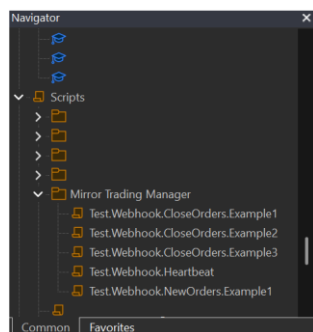 Navigator
Scripts
Mirror Trading Manager
Test.Webhook.CloseOrders.Example1
Test.Webhook.CloseOrders.Example2
Test.Webhook.CloseOrders.Example3
Test.Webhook.Heartbeat
Test.Webhook.NewOrders.Example1
Common Favorites